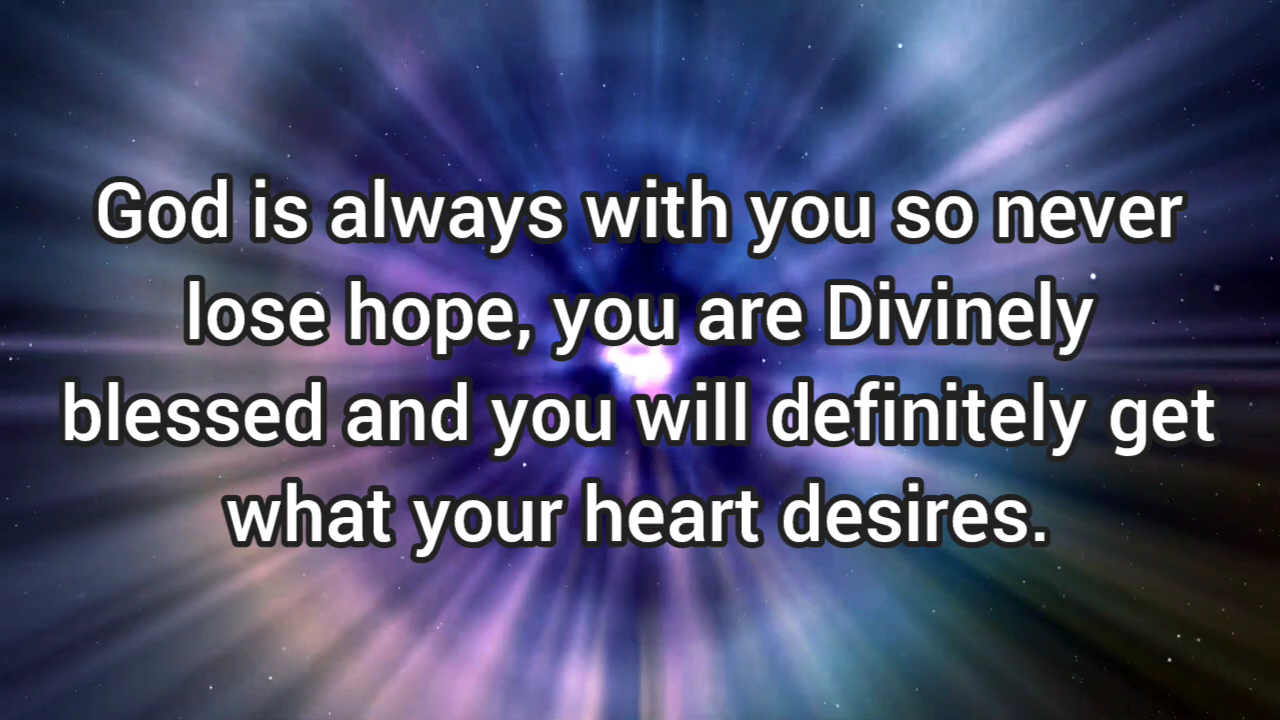 God is always with you so never
lose hope, you are Divinely
blessed and you will definitely get
what your heart desires.